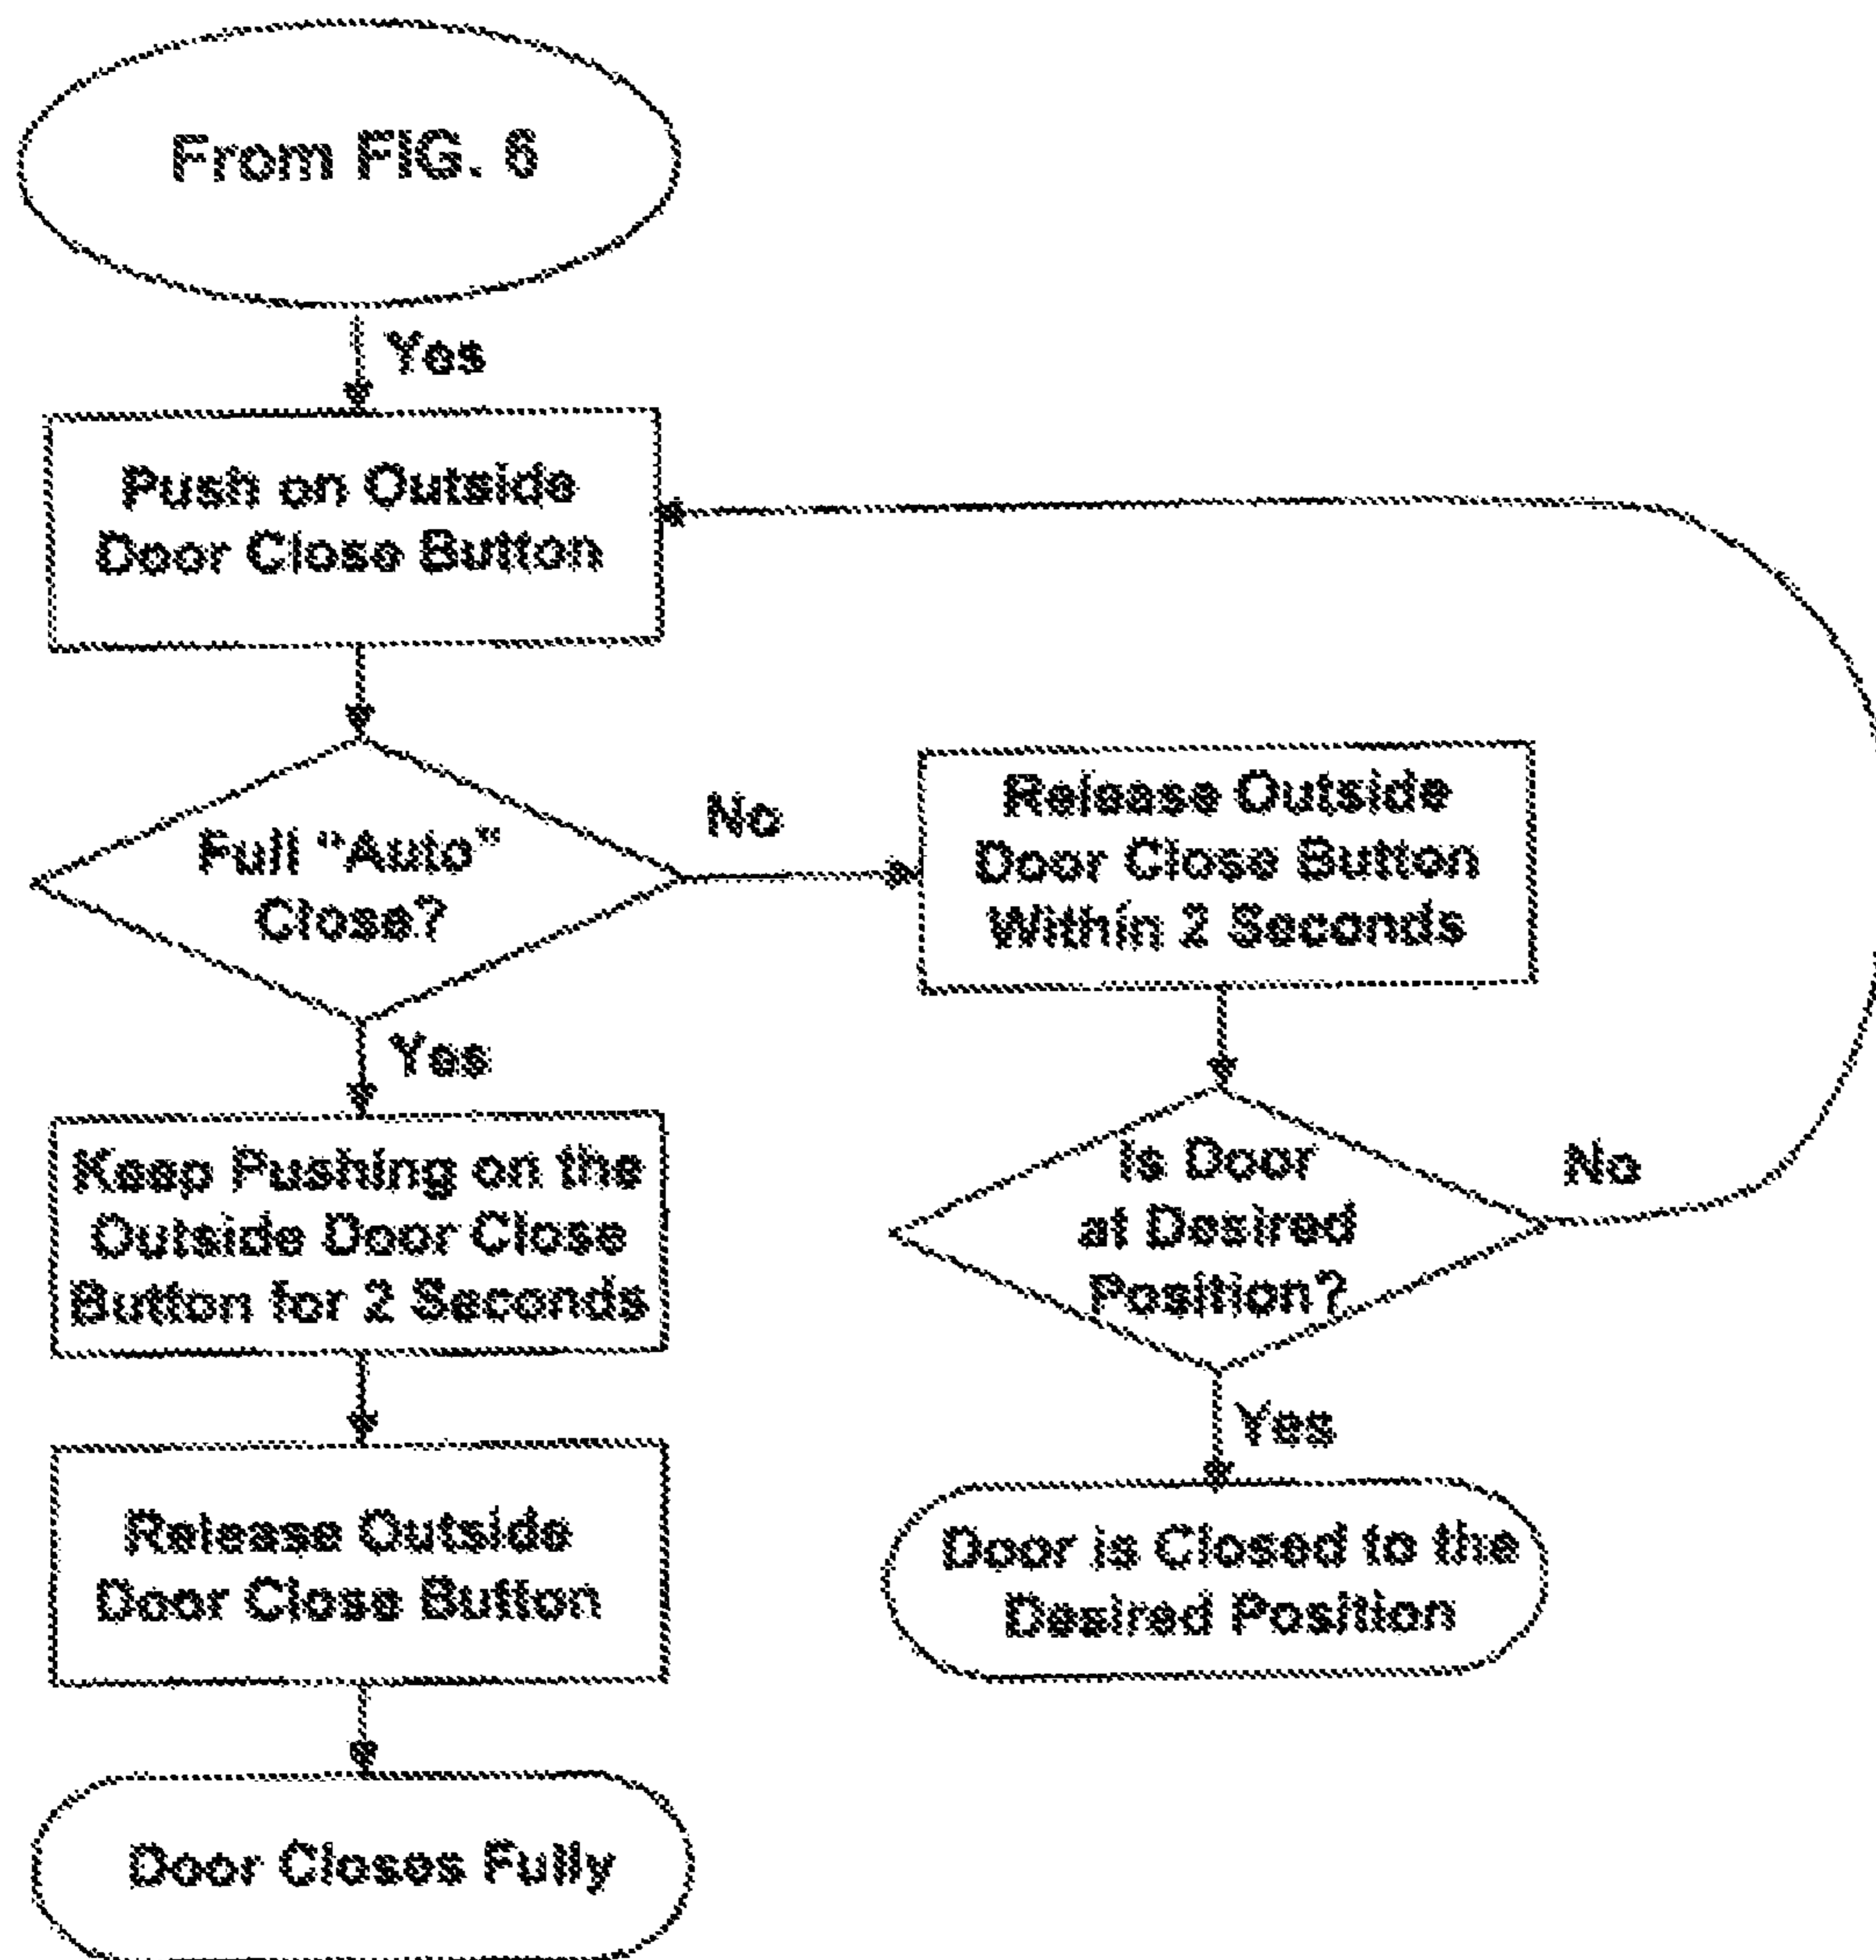 From FIG. 6
Yes
Push on Outside
Door Close Button
Full "Auto"
Close?
No
Release Outside
Door Close Button
Within 2 Seconds
Yes
Keep Pushing on the
Outside Door Close
Button for 2 Seconds
Is Door
at Desired
Position?
No
Yes
Release Outside
Door Close Button
Door is Closed to the
Desired Position
Door Closes Fully